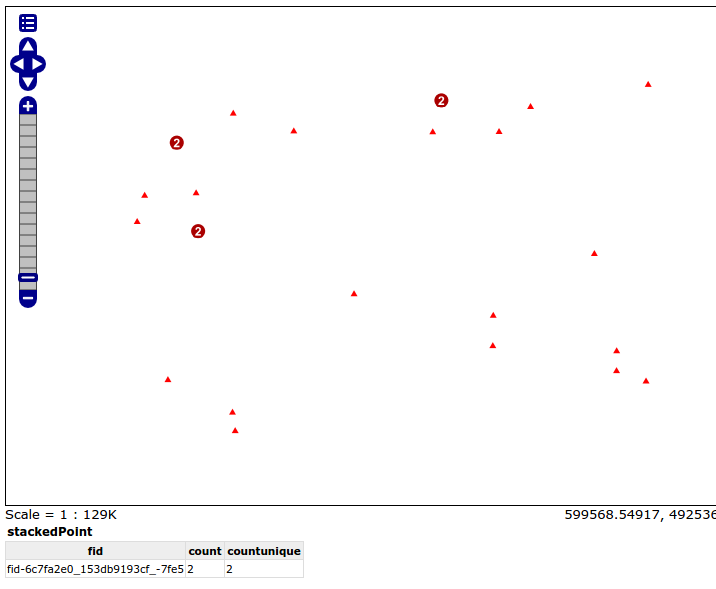 2
2
2
Scale = 1 : 129K
599568.54917, 492536
stackedPoint
fid count countunique
fid-6c7fa2e0_153db9193cf_-7fe5 2 2